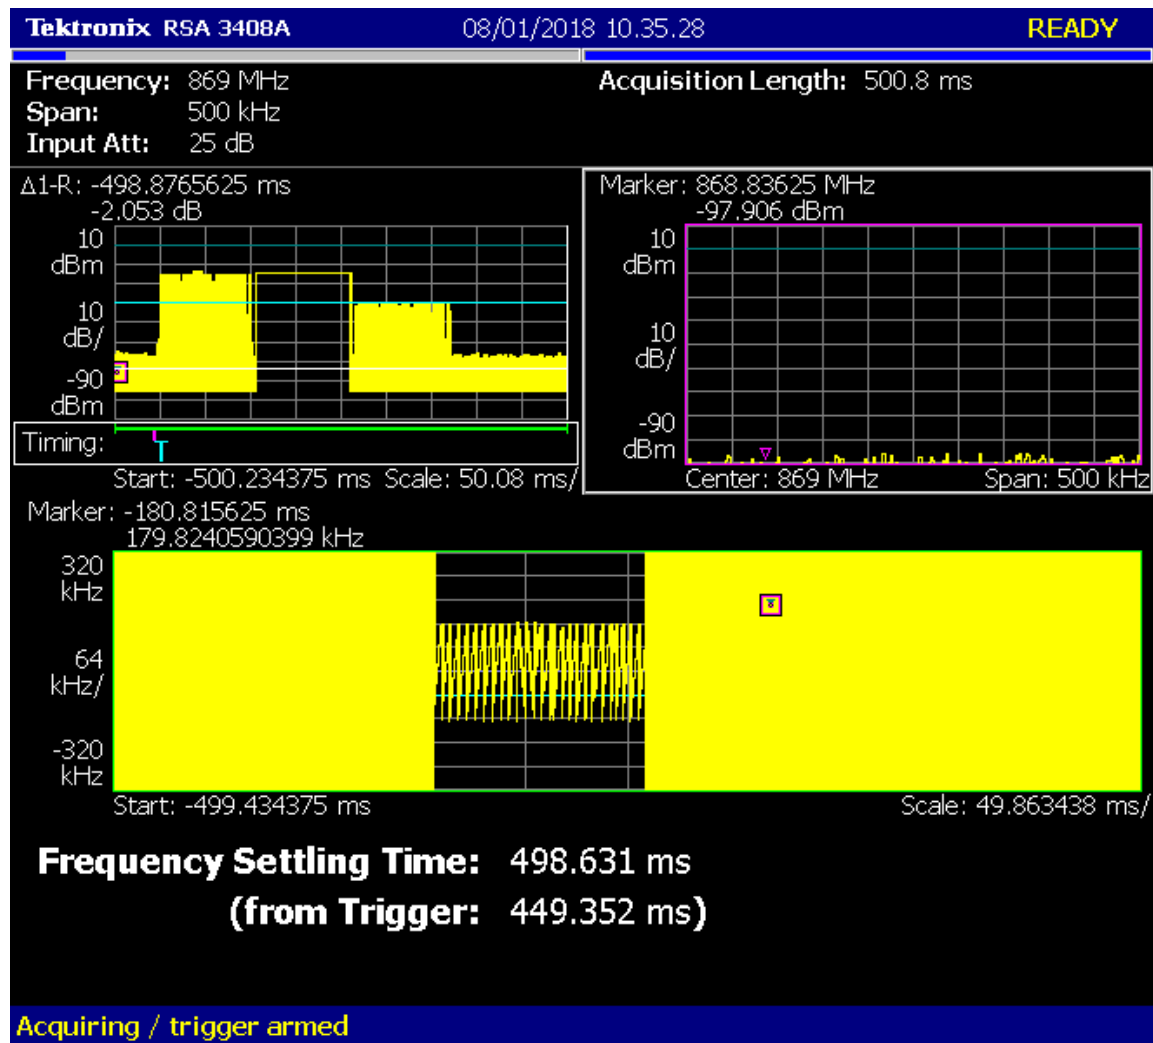 Tektronix RSA 3408A 08/01/2018 10.35.28 READY
Frequency: 869 MHz Acquisition Length: 500.8 ms
Span: 500 kHz
Input Att: 25 dB
Δ1-R: -498.8765625 ms
-2.053 dB
10
dBm
10
dB/
-90
dBm
Timing:
T
Start: -500.234375 ms Scale: 50.08 ms/
Marker: 868.83625 MHz
-97.906 dBm
10
dBm
10
dB/
-90
dBm
Center: 869 MHz Span: 500 kHz
Marker: -180.815625 ms
179.8240590399 kHz
320
kHz
64
kHz/
-320
kHz
Start: -499.434375 ms Scale: 49.863438 ms/
Frequency Settling Time: 498.631 ms
(from Trigger: 449.352 ms)
Acquiring / trigger armed